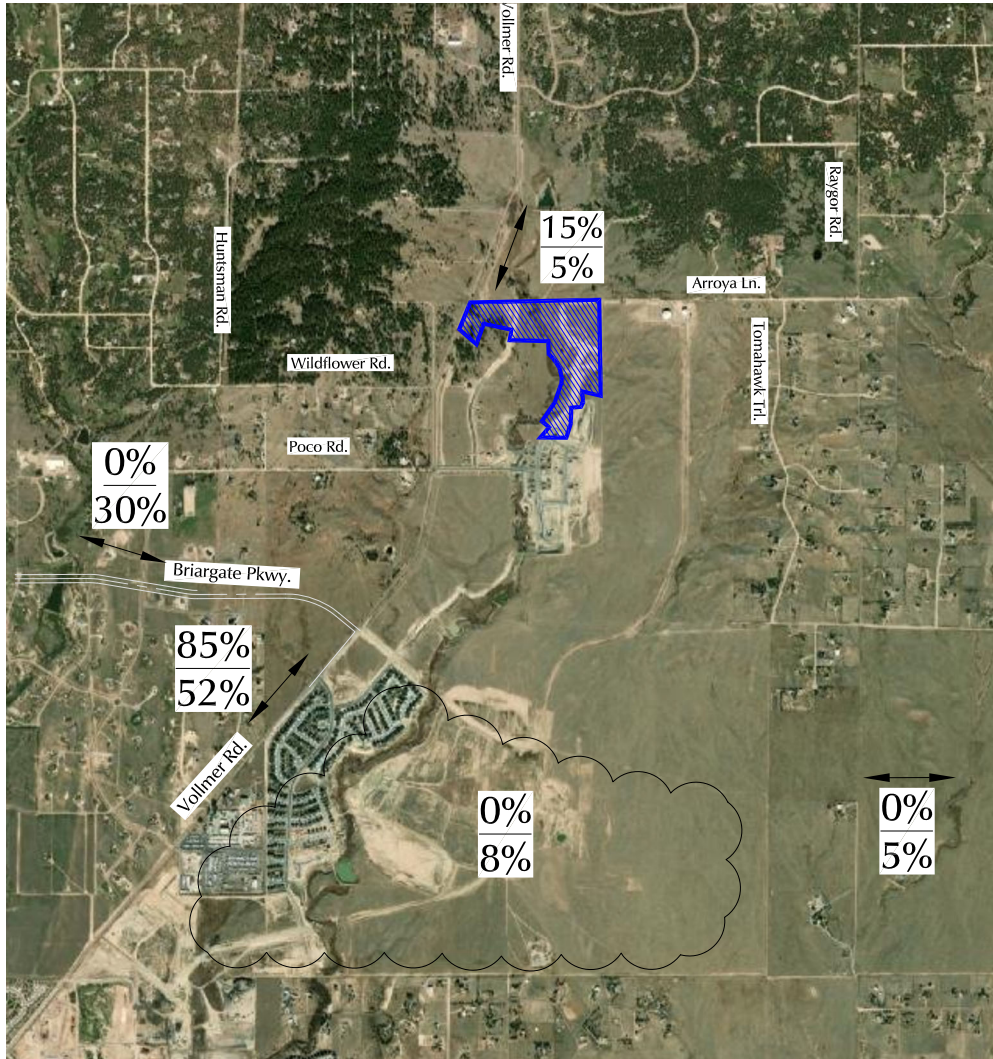 Vollmer Rd.
Raygor Rd.
15%
5%
Huntsman Rd.
Arroya Ln.
Tomahawk Trl.
Wildflower Rd.
Poco Rd.
0%
30%
Briargate Pkwy.
85%
52%
Vollmer Rd.
0%
8%
0%
5%